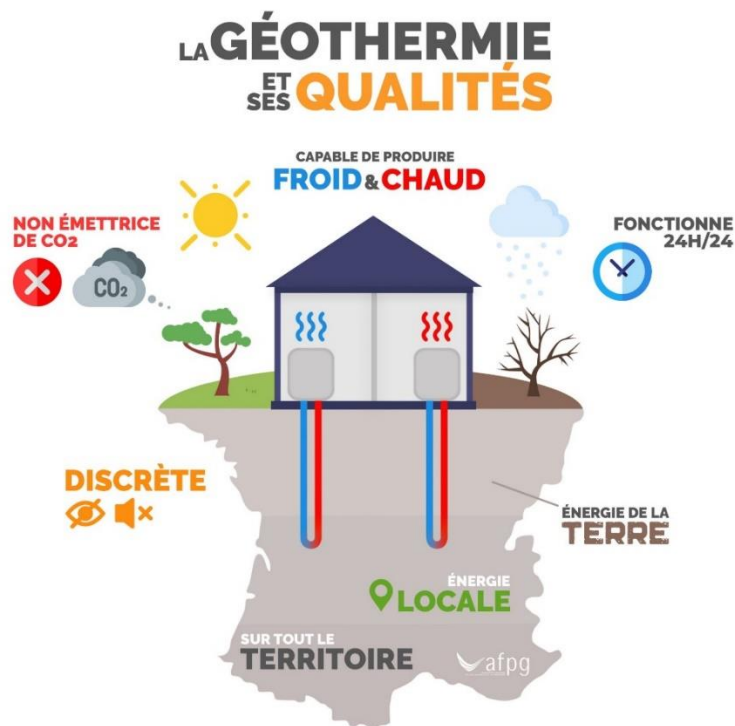 LA GÉOTHERMIE
ET SES QUALITÉS
CAPABLE DE PRODUIRE
FROID & CHAUD
NON ÉMETTRICE
DE CO2
CO₂
FONCTIONNE
24H/24
DISCRÈTE
ÉNERGIE DE LA
TERRE
ÉNERGIE
LOCALE
SUR TOUT LE
TERRITOIRE
afpg